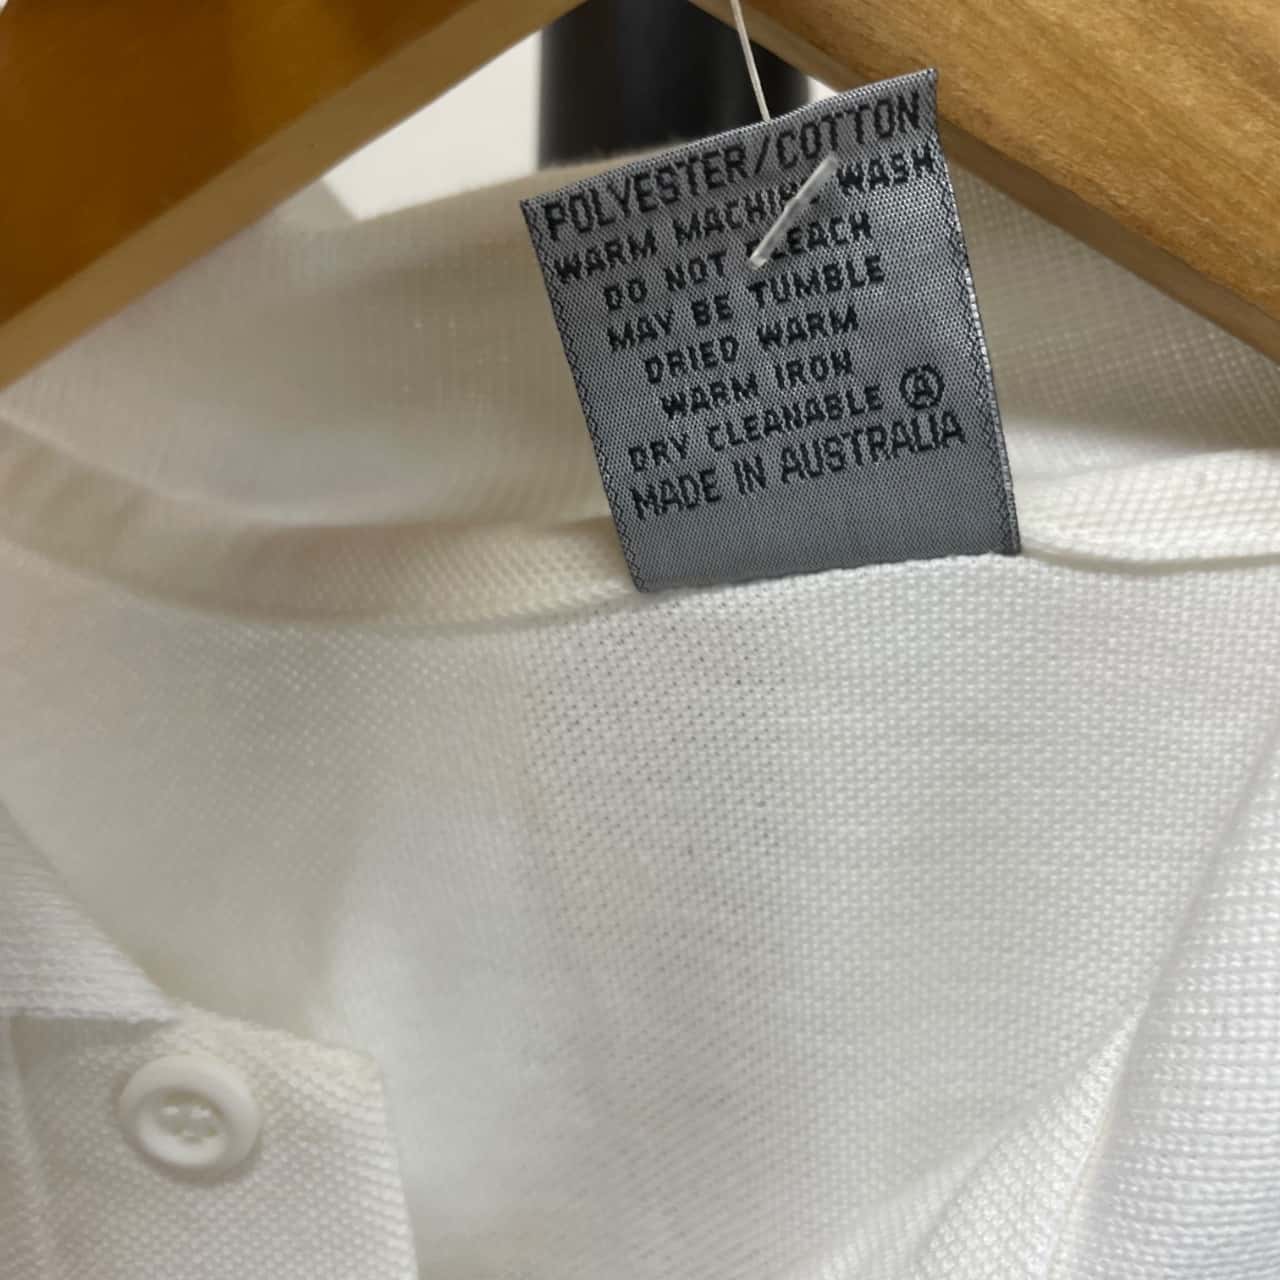 POLYESTER/COTTON
WARM MACHINE WASH
DO NOT BLEACH
MAY BE TUMBLE
DRIED WARM
WARM IRON
DRY CLEANABLE Ⓐ
MADE IN AUSTRALIA